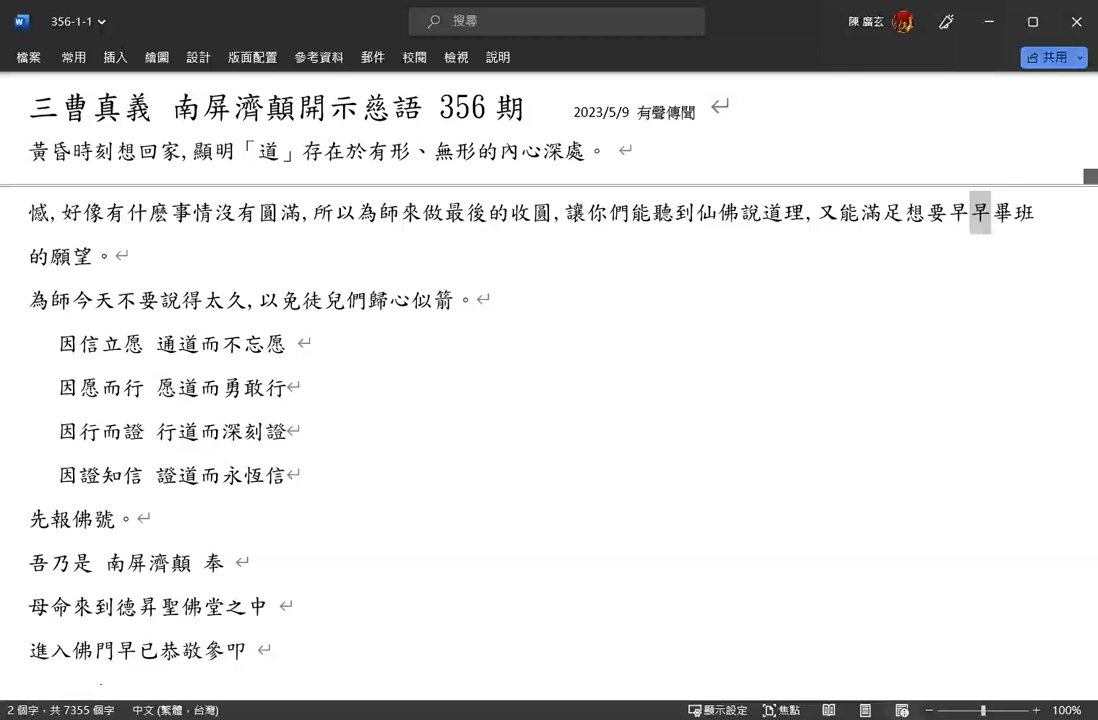 356-1-1
搜尋
陳 廣玄
檔案 常用 插入 繪圖 設計 版面配置 參考資料 郵件 校閱 檢視 說明
共用
三曹真義 南屏濟顛開示慈語 356 期 2023/5/9 有聲傳聞
黃昏時刻想回家, 顯明「道」存在於有形、無形的內心深處。
憾, 好像有什麽事情沒有圓滿, 所以為師來做最後的收圓, 讓你們能聽到仙佛說道理, 又能滿足想要早早畢班
的願望。
為師今天不要說得太久, 以免徒兒們歸心似箭。
因信立愿 通道而不忘愿
因愿而行 愿道而勇敢行
因行而證 行道而深刻證
因證知信 證道而永恆信
先報佛號。
吾乃是 南屏濟顛 奉
母命來到德昇聖佛堂之中
進入佛門早已恭敬參叩
2 個字，共 7355 個字 中文 (繁體，台灣) 顯示設定 焦點 100%